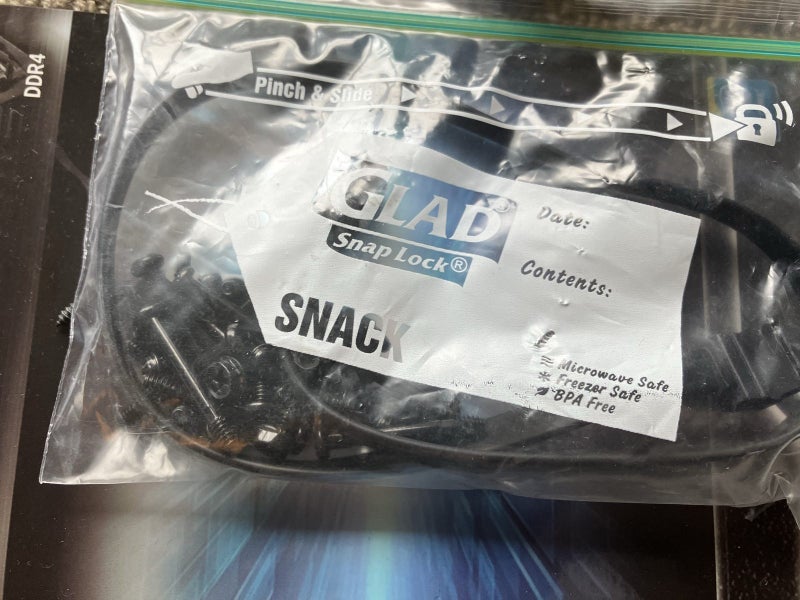 DDR4
Pinch & Slide
GLAD®
Snap Lock®
SNACK
Date:
Contents:
Microwave Safe
Freezer Safe
BPA Free